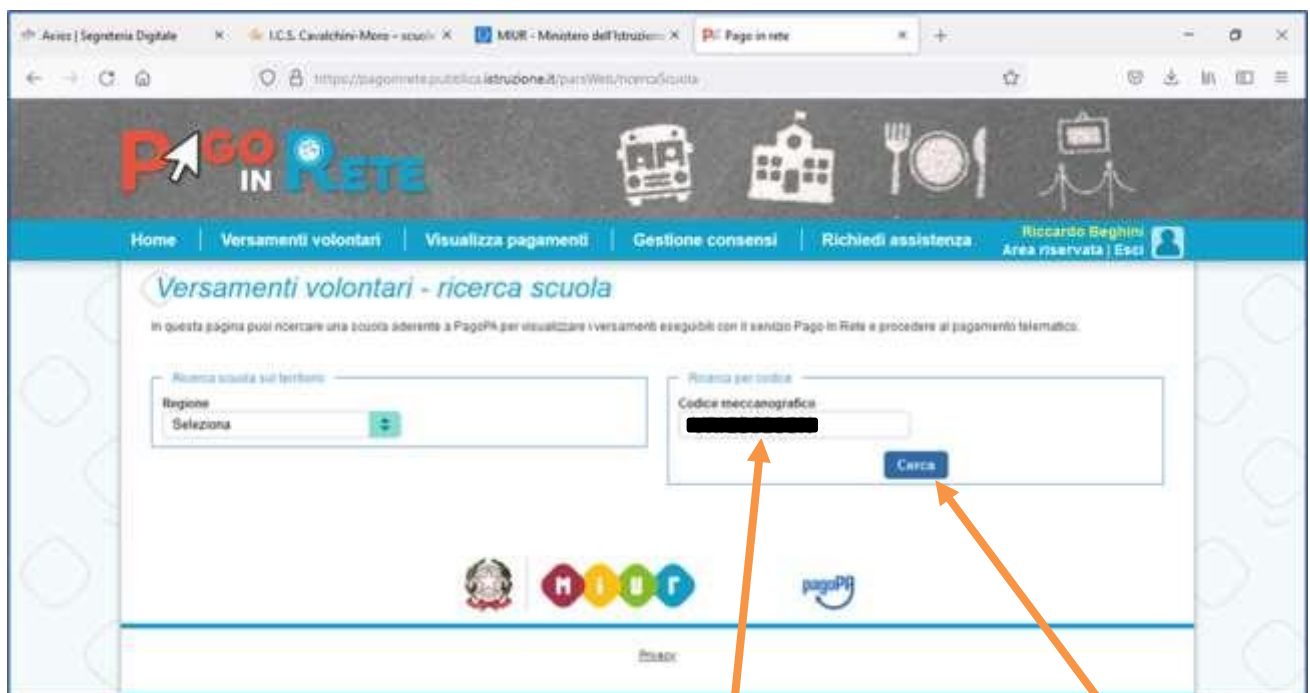 Axios | Segreteria Digitale
I.C.S. Cavalchini-Moro - scuola
MIUR - Ministero dell'Istruzione
Pago in rete
https://pagoinrete.pubblica.istruzione.it/parsWeb/ricercaScuola
PAGO IN RETE
Home | Versamenti volontari | Visualizza pagamenti | Gestione consensi | Richiedi assistenza
Riccardo Beghini
Area riservata | Esci
Versamenti volontari - ricerca scuola
In questa pagina puoi ricercare una scuola aderente a PagoPA per visualizzare i versamenti eseguibili con il servizio Pago In Rete e procedere al pagamento telematico.
Ricerca scuola sul territorio
Regione
Seleziona
Ricerca per codice
Codice meccanografico
Cerca
MIUR
pagoPA
Privacy